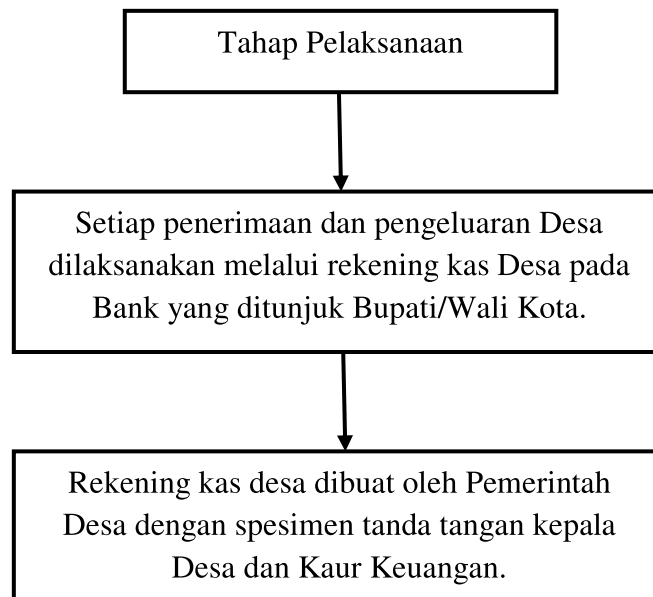 Tahap Pelaksanaan
Setiap penerimaan dan pengeluaran Desa
dilaksanakan melalui rekening kas Desa pada
Bank yang ditunjuk Bupati/Wali Kota.
Rekening kas desa dibuat oleh Pemerintah
Desa dengan spesimen tanda tangan kepala
Desa dan Kaur Keuangan.